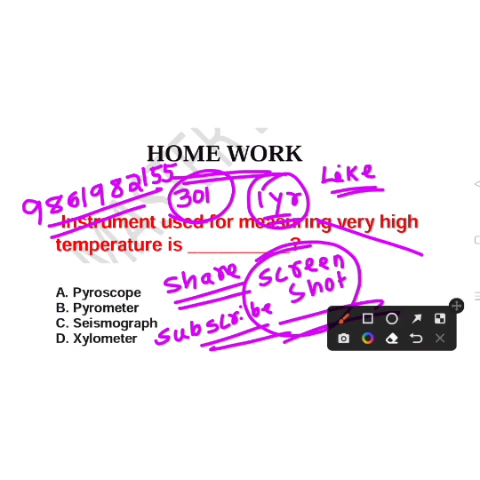 HOME WORK
9861982155 301 1yr Like
Instrument used for measuring very high
temperature is __________ ?
Share Screen Shot
Subscribe
A. Pyroscope
B. Pyrometer
C. Seismograph
D. Xylometer